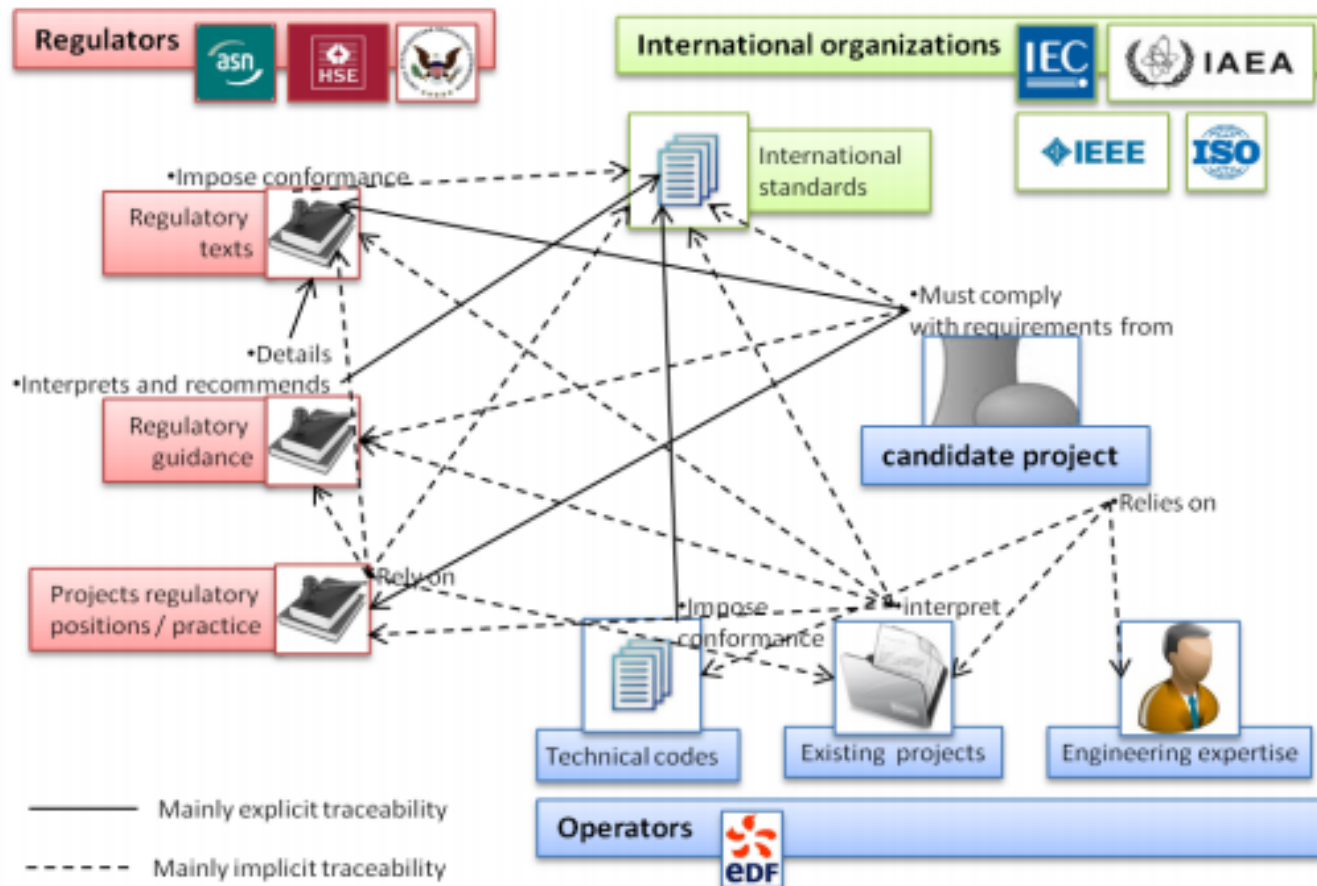 Regulators
asn
HSE
International organizations
IEC
IAEA
IEEE
ISO
•Impose conformance
International
standards
Regulatory
texts
•Must comply
with requirements from
•Details
•Interprets and recommends
Regulatory
guidance
candidate project
•Relies on
•Rely on
Projects regulatory
positions / practice
•Impose
conformance
•interpret
Technical codes
Existing projects
Engineering expertise
Mainly explicit traceability
Operators
eDF
Mainly implicit traceability